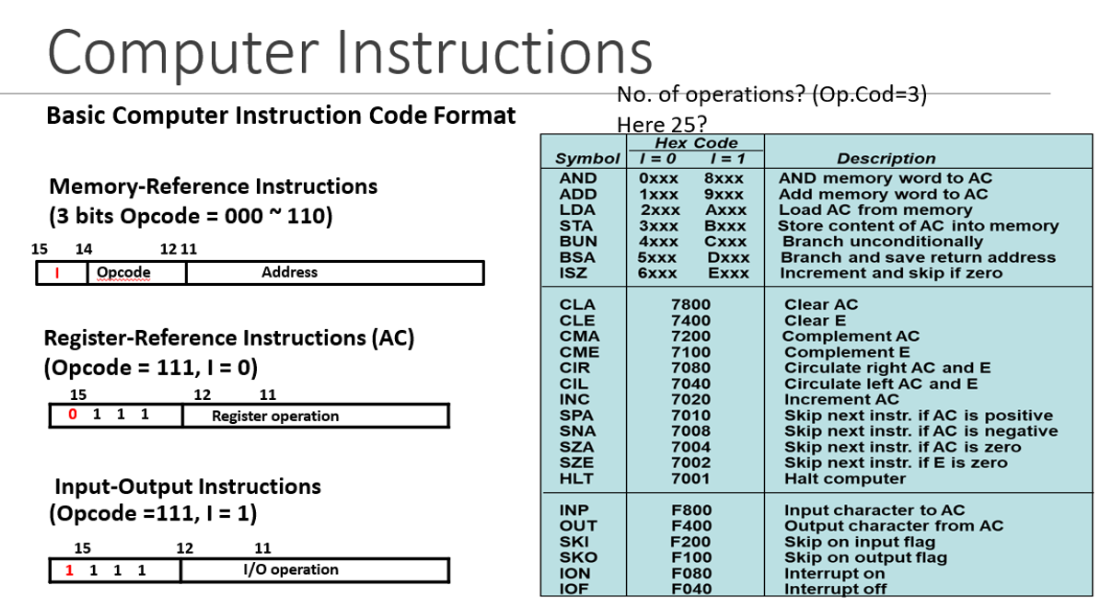 Computer Instructions
No. of operations? (Op.Cod=3)
Here 25?
Basic Computer Instruction Code Format
Memory-Reference Instructions
(3 bits Opcode = 000 ~ 110)
15 14 12 11
I Opcode Address
Register-Reference Instructions (AC)
(Opcode = 111, I = 0)
15 12 11
0 1 1 1 Register operation
Input-Output Instructions
(Opcode =111, I = 1)
15 12 11
1 1 1 1 I/O operation
Hex Code
Symbol I = 0 I = 1 Description
AND 0xxx 8xxx AND memory word to AC
ADD 1xxx 9xxx Add memory word to AC
LDA 2xxx Axxx Load AC from memory
STA 3xxx Bxxx Store content of AC into memory
BUN 4xxx Cxxx Branch unconditionally
BSA 5xxx Dxxx Branch and save return address
ISZ 6xxx Exxx Increment and skip if zero
CLA 7800 Clear AC
CLE 7400 Clear E
CMA 7200 Complement AC
CME 7100 Complement E
CIR 7080 Circulate right AC and E
CIL 7040 Circulate left AC and E
INC 7020 Increment AC
SPA 7010 Skip next instr. if AC is positive
SNA 7008 Skip next instr. if AC is negative
SZA 7004 Skip next instr. if AC is zero
SZE 7002 Skip next instr. if E is zero
HLT 7001 Halt computer
INP F800 Input character to AC
OUT F400 Output character from AC
SKI F200 Skip on input flag
SKO F100 Skip on output flag
ION F080 Interrupt on
IOF F040 Interrupt off